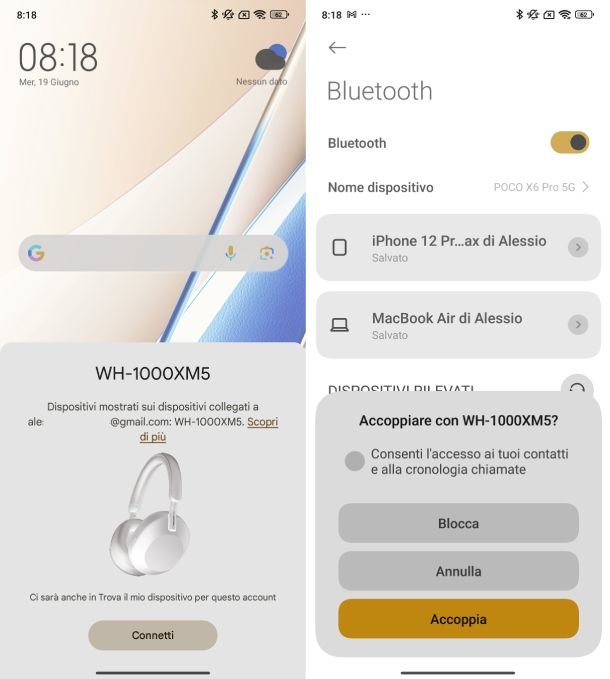 8:18
62
08:18
Mer, 19 Giugno
Nessun dato
WH-1000XM5
Dispositivi mostrati sui dispositivi collegati a
ale
@gmail.com: WH-1000XM5. Scopri
di più
Ci sarà anche in Trova il mio dispositivo per questo account
Connetti
8:18
62
Bluetooth
Bluetooth
Nome dispositivo
POCO X6 Pro 5G
iPhone 12 Pr...ax di Alessio
Salvato
MacBook Air di Alessio
Salvato
DISPOSITIVI RILEVATI
Accoppiare con WH-1000XM5?
Consenti l'accesso ai tuoi contatti
e alla cronologia chiamate
Blocca
Annulla
Accoppia